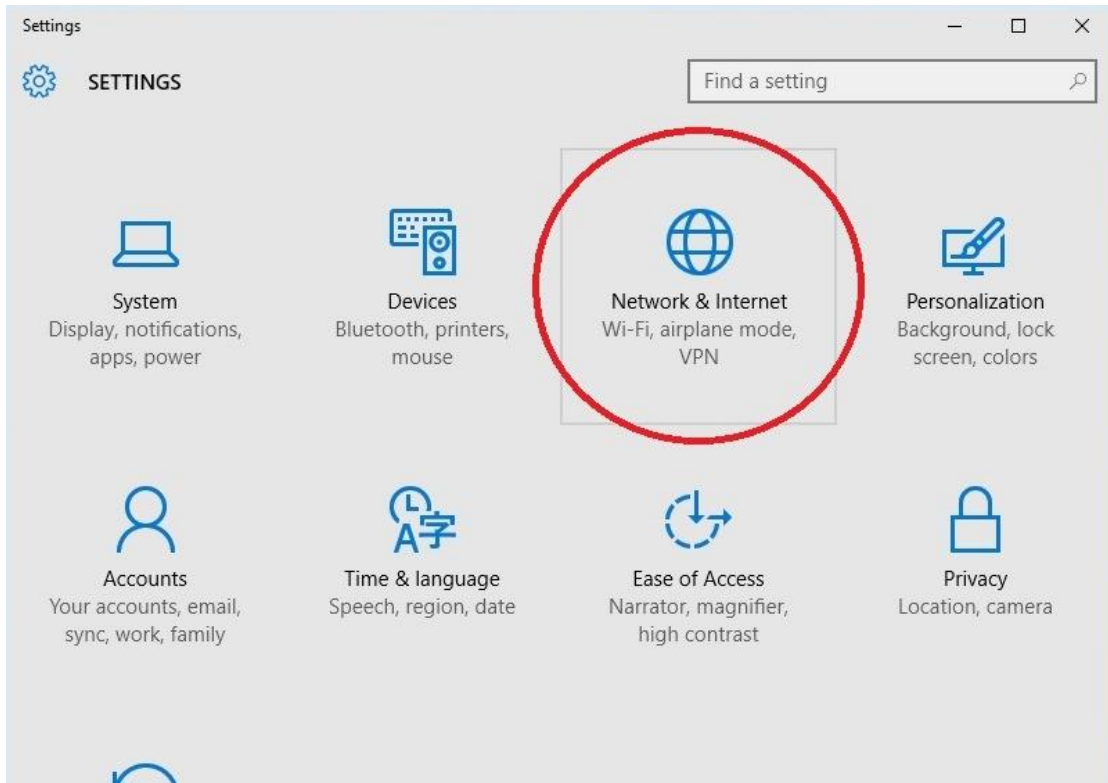 Settings
SETTINGS
Find a setting
System
Display, notifications,
apps, power
Devices
Bluetooth, printers,
mouse
Network & Internet
Wi-Fi, airplane mode,
VPN
Personalization
Background, lock
screen, colors
Accounts
Your accounts, email,
sync, work, family
A字
Time & language
Speech, region, date
Ease of Access
Narrator, magnifier,
high contrast
Privacy
Location, camera